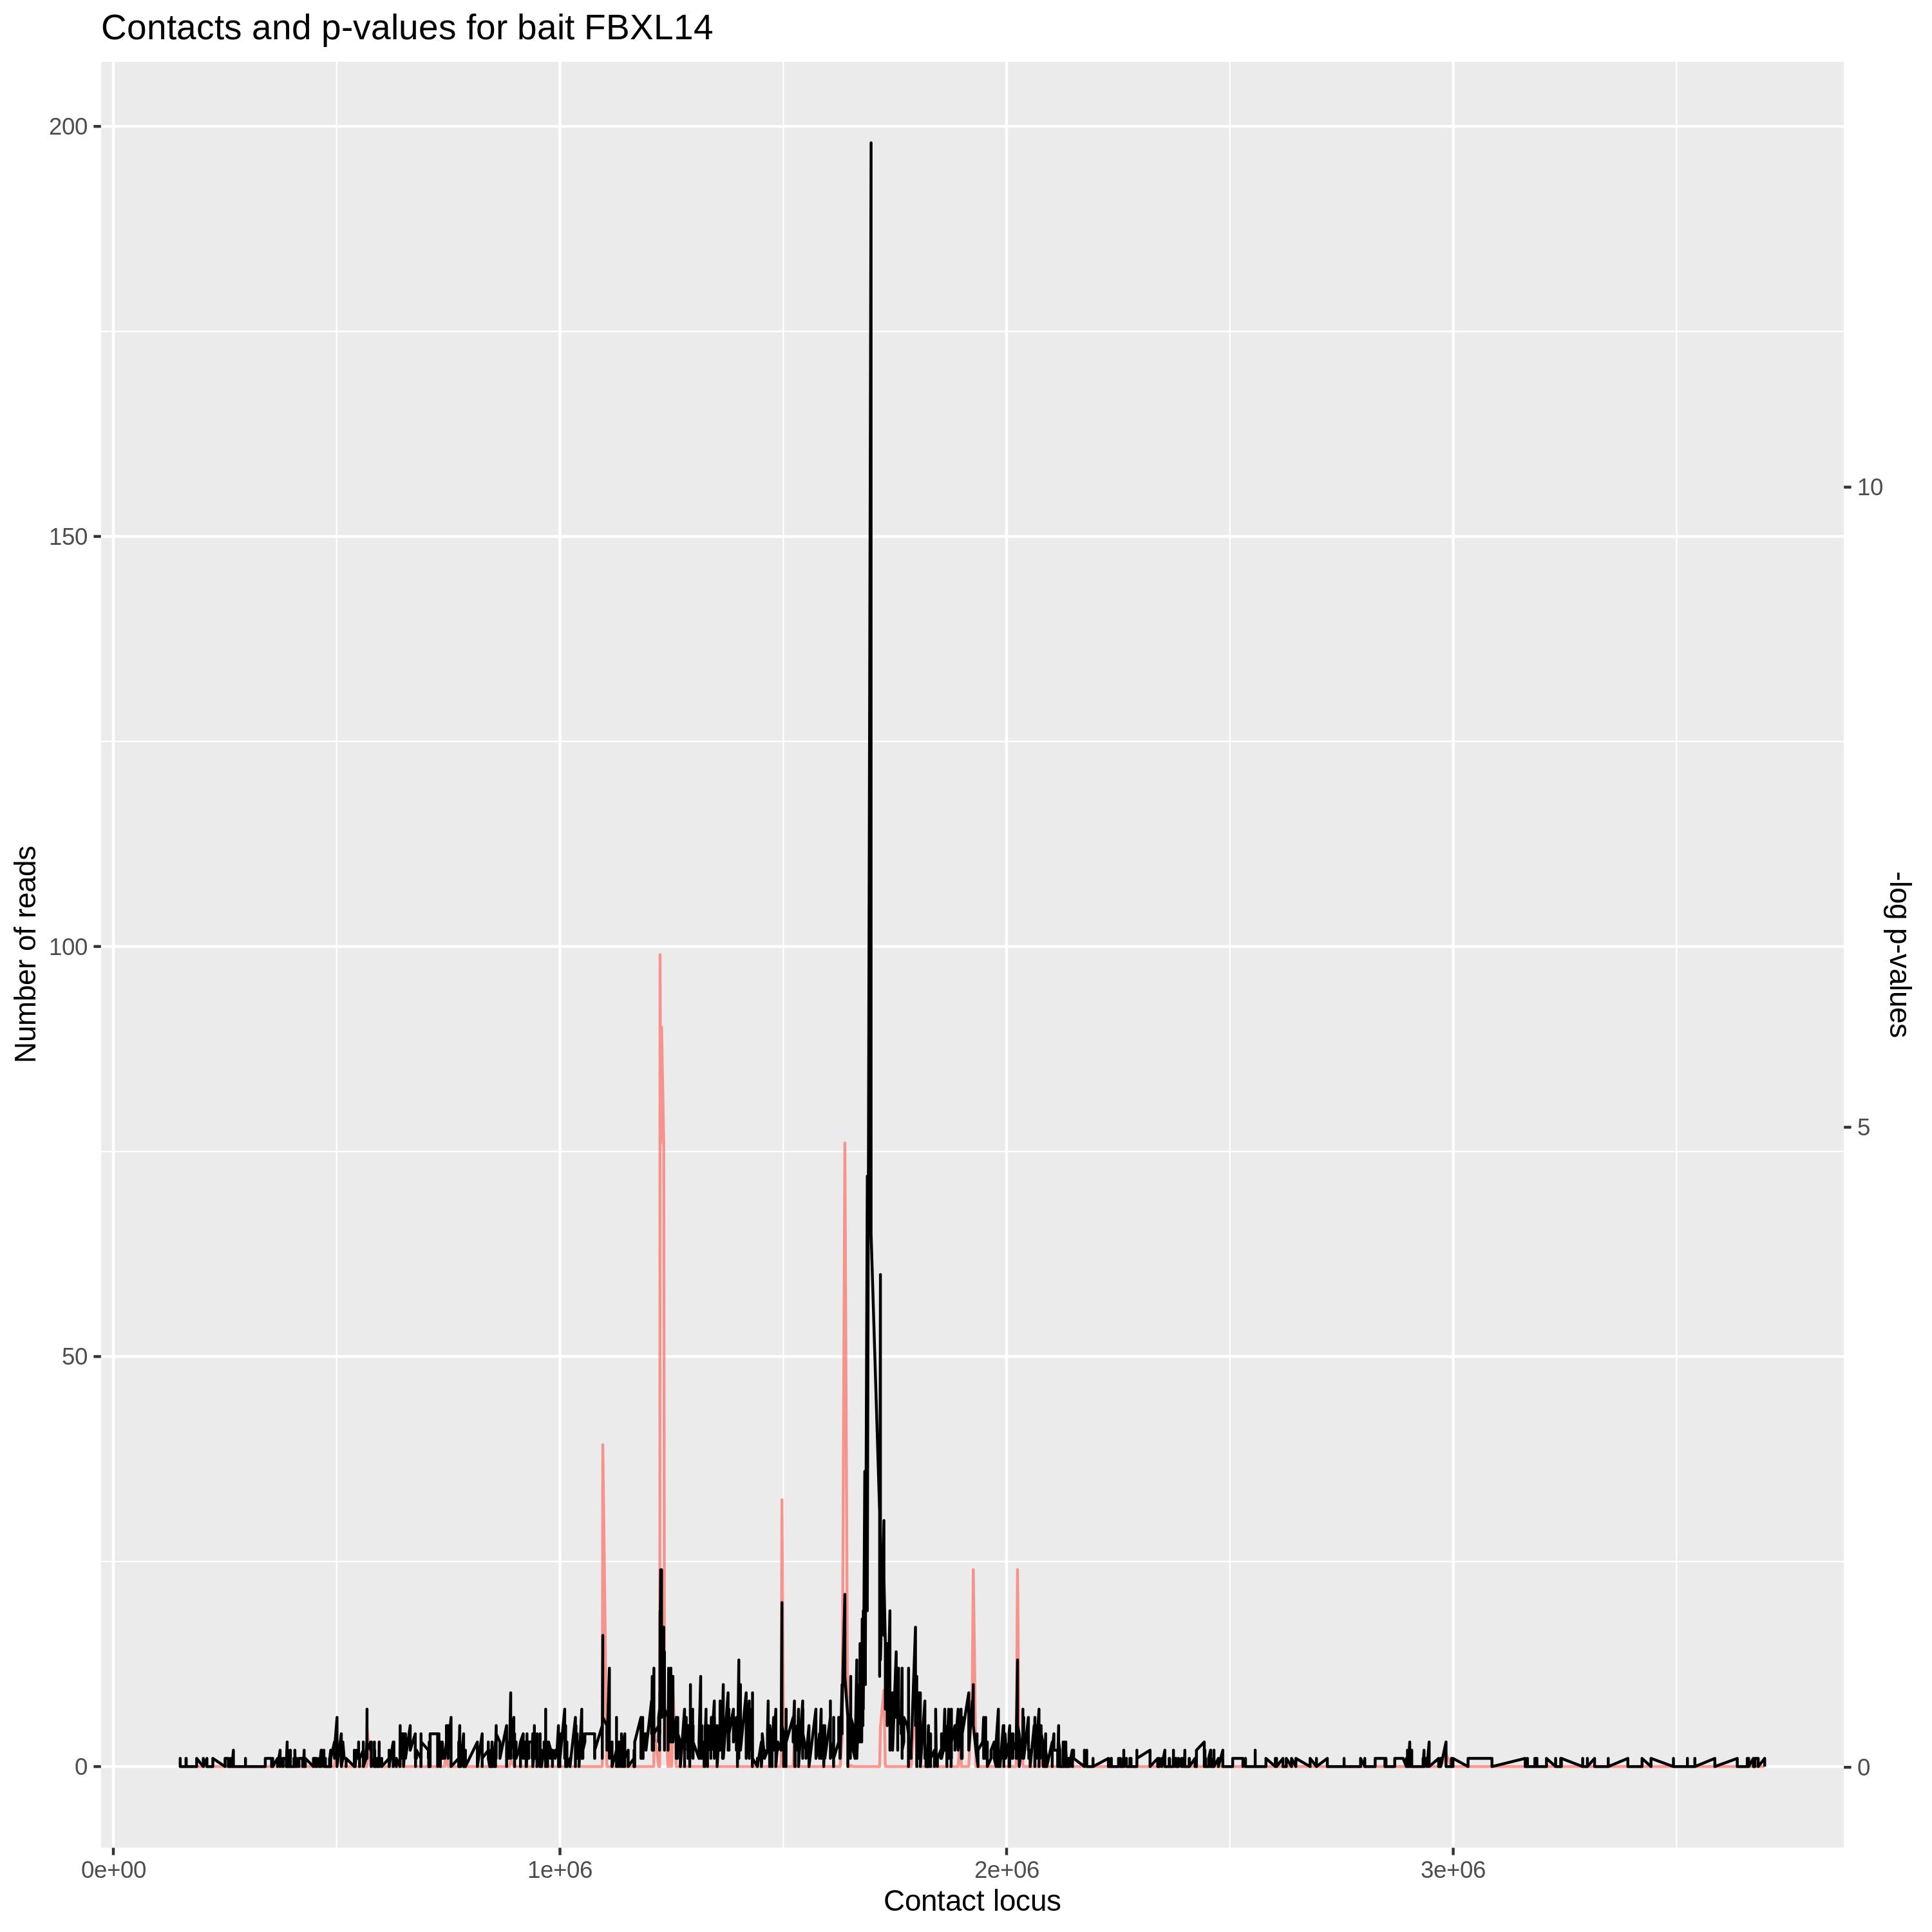 Contacts and p-values for bait FBXL14
200
150
100
50
0
Number of reads
10
5
0
-log p-values
0e+00
1e+06
2e+06
3e+06
Contact locus